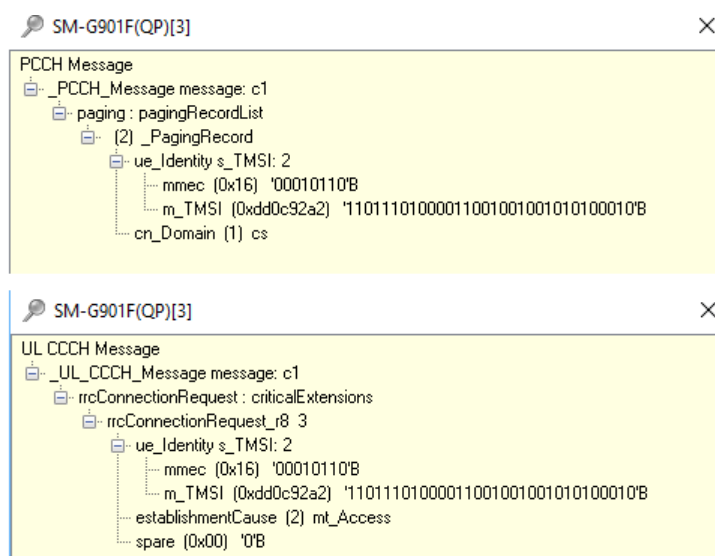 SM-G901F(QP)[3]
PCCH Message
_PCCH_Message message: c1
paging : pagingRecordList
(2) _PagingRecord
ue_Identity s_TMSI: 2
mmec (0x16) '00010110'B
m_TMSI (0xdd0c92a2) '11011101000011001001001010100010'B
cn_Domain (1) cs
SM-G901F(QP)[3]
UL CCCH Message
_UL_CCCH_Message message: c1
rrcConnectionRequest : criticalExtensions
rrcConnectionRequest_r8 3
ue_Identity s_TMSI: 2
mmec (0x16) '00010110'B
m_TMSI (0xdd0c92a2) '11011101000011001001001010100010'B
establishmentCause (2) mt_Access
spare (0x00) '0'B